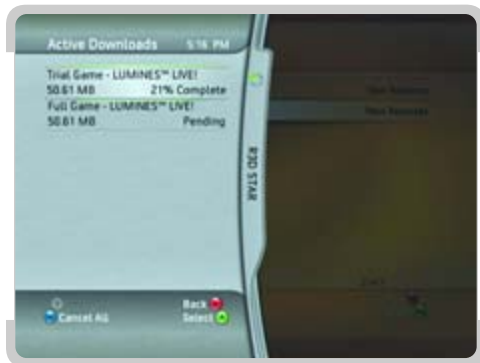 Active Downloads 5:16 PM
Trial Game - LUMINES™ LIVE!
50.61 MB 21% Complete
Full Game - LUMINES™ LIVE!
50.61 MB Pending
R3D STAR
Back
Cancel All Select A